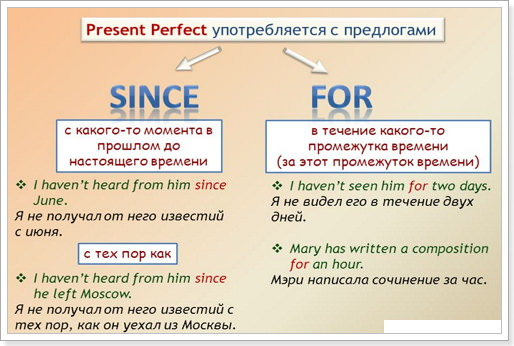 Present Perfect употребляется с предлогами
SINCE
с какого-то момента в
прошлом до
настоящего времени
❖ I haven't heard from him since
June.
Я не получал от него известий
с июня.
с тех пор как
❖ I haven't heard from him since
he left Moscow.
Я не получал от него известий с
тех пор, как он уехал из Москвы.
FOR
в течение какого-то
промежутка времени
(за этот промежуток времени)
❖ I haven't seen him for two days.
Я не видел его в течение двух
дней.
❖ Mary has written a composition
for an hour.
Мэри написала сочинение за час.